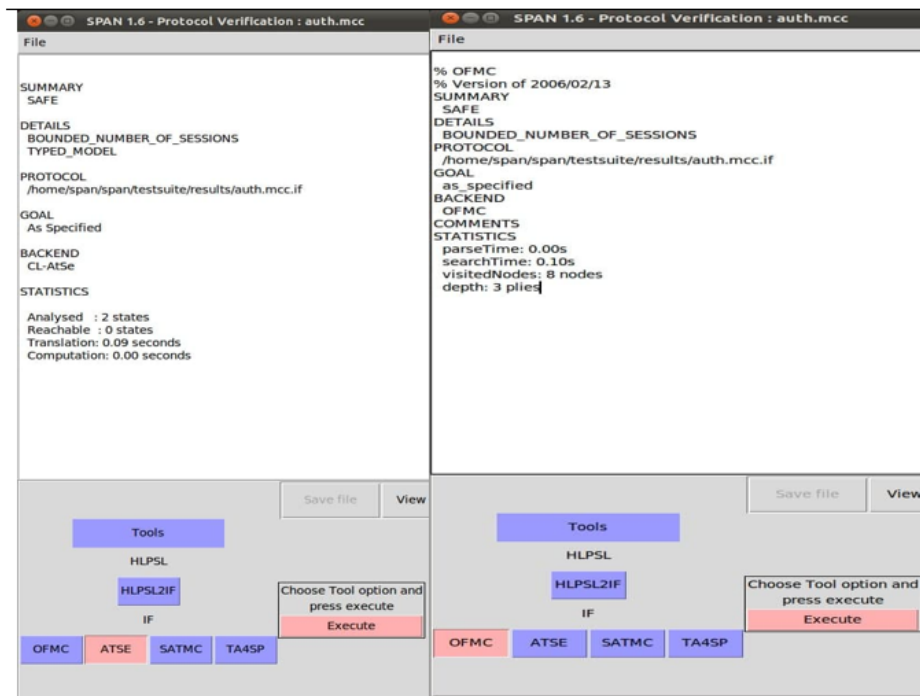 SPAN 1.6 - Protocol Verification : auth.mcc
File
SUMMARY
SAFE
DETAILS
BOUNDED_NUMBER_OF_SESSIONS
TYPED_MODEL
PROTOCOL
/home/span/span/testsuite/results/auth.mcc.if
GOAL
As Specified
BACKEND
CL-AtSe
STATISTICS
Analysed : 2 states
Reachable : 0 states
Translation: 0.09 seconds
Computation: 0.00 seconds
Save file
View
Tools
HLPSL
HLPSL2IF
Choose Tool option and
press execute
IF
Execute
OFMC
ATSE
SATMC
TA4SP
SPAN 1.6 - Protocol Verification : auth.mcc
File
% OFMC
% Version of 2006/02/13
SUMMARY
SAFE
DETAILS
BOUNDED_NUMBER_OF_SESSIONS
PROTOCOL
/home/span/span/testsuite/results/auth.mcc.if
GOAL
as_specified
BACKEND
OFMC
COMMENTS
STATISTICS
parseTime: 0.00s
searchTime: 0.10s
visitedNodes: 8 nodes
depth: 3 plies
Save file
View
Tools
HLPSL
HLPSL2IF
Choose Tool option and
press execute
IF
Execute
OFMC
ATSE
SATMC
TA4SP